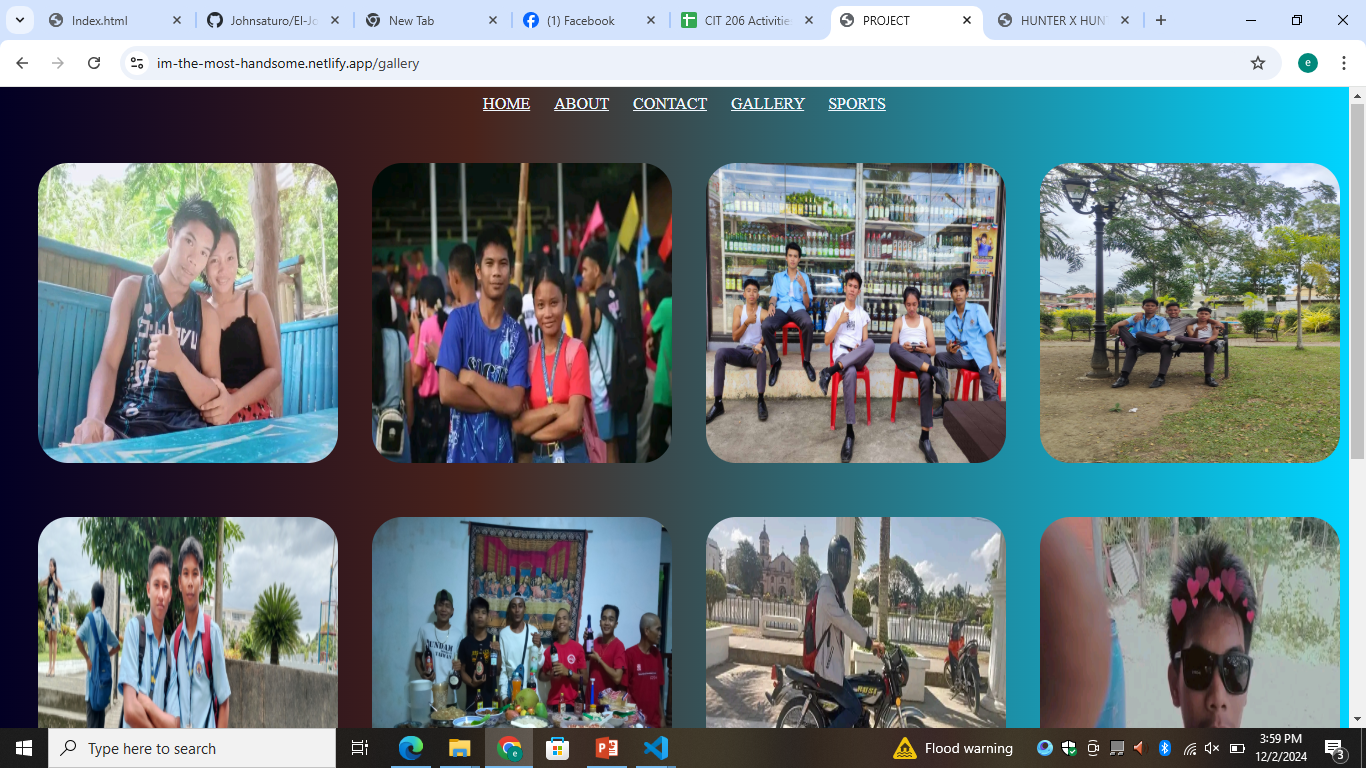 Index.html
Johnsaturo/El-Jo
New Tab
(1) Facebook
CIT 206 Activitie
PROJECT
HUNTER X HUN
im-the-most-handsome.netlify.app/gallery
e
HOME ABOUT CONTACT GALLERY SPORTS
Type here to search
Flood warning
3:59 PM
12/2/2024
3